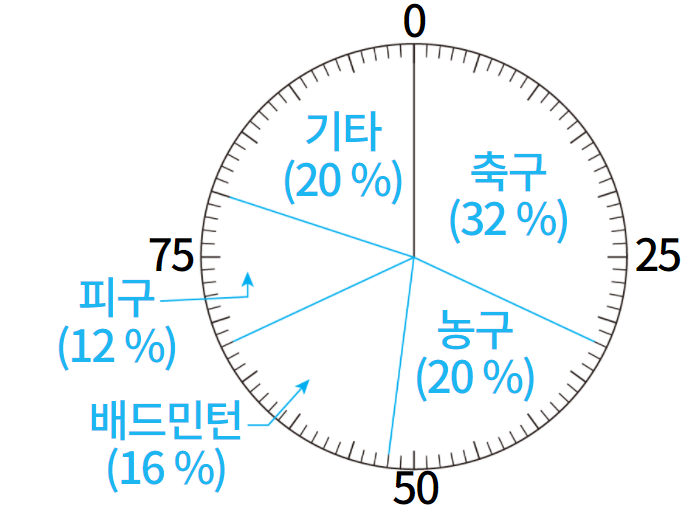 0
기타
(20 %)
축구
(32 %)
75
25
피구
(12 %)
농구
(20 %)
배드민턴
(16 %)
50